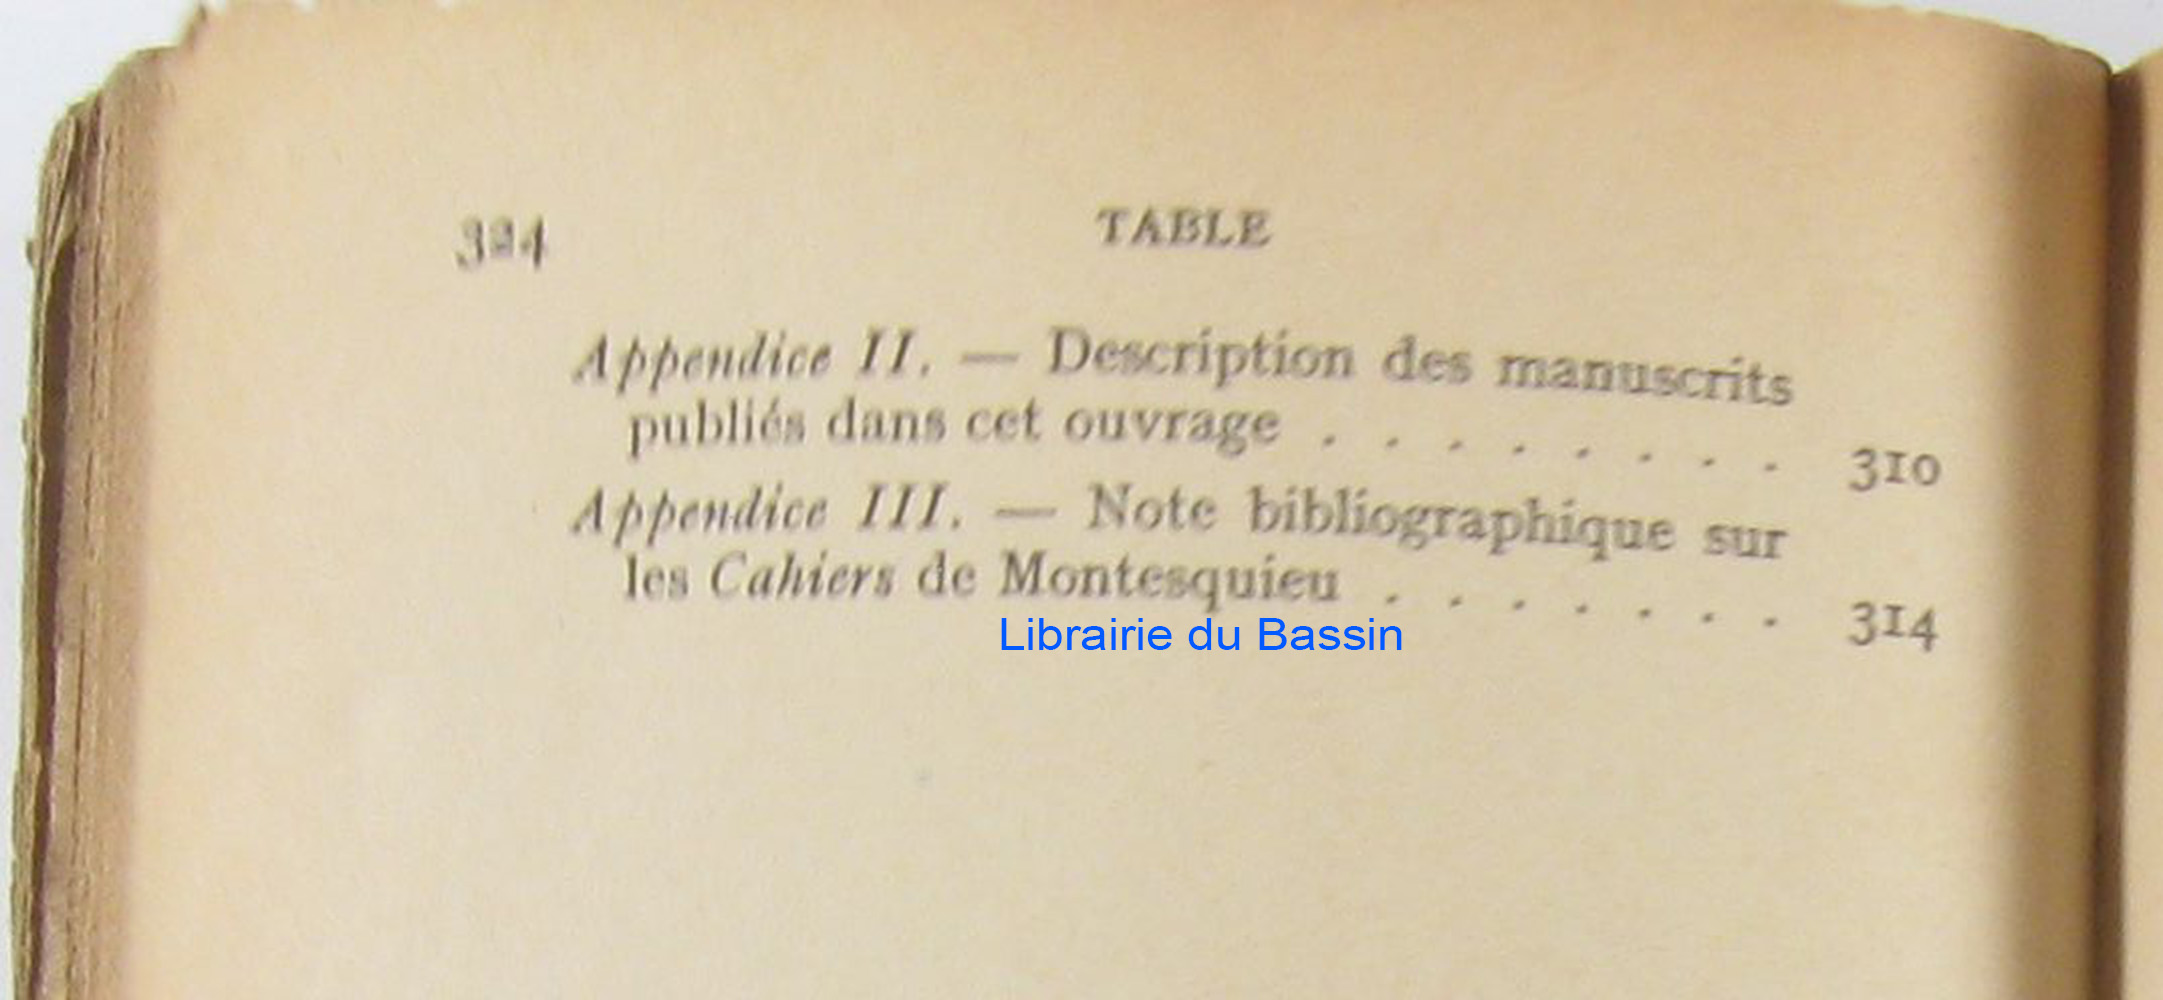 324 TABLE
Appendice II. — Description des manuscrits
publiés dans cet ouvrage . . . . . . . . 310
Appendice III. — Note bibliographique sur
les Cahiers de Montesquieu . . . . . . . 314
Librairie du Bassin